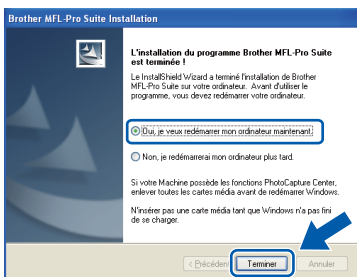 Brother MFL-Pro Suite Installation
L'installation du programme Brother MFL-Pro Suite
est terminée !
Le InstallShield Wizard a terminé l'installation de Brother
MFL-Pro Suite sur votre ordinateur. Avant d'utiliser le
programme, vous devez redémarrer votre ordinateur.
Oui, je veux redémarrer mon ordinateur maintenant.
Non, je redémarrerai mon ordinateur plus tard.
Si votre Machine possède les fonctions PhotoCapture Center,
enlever toutes les cartes média avant de redémarrer Windows.
N'insérer pas une carte média tant que Windows n'a pas fini
de se charger.
< Précédent Terminer Annuler